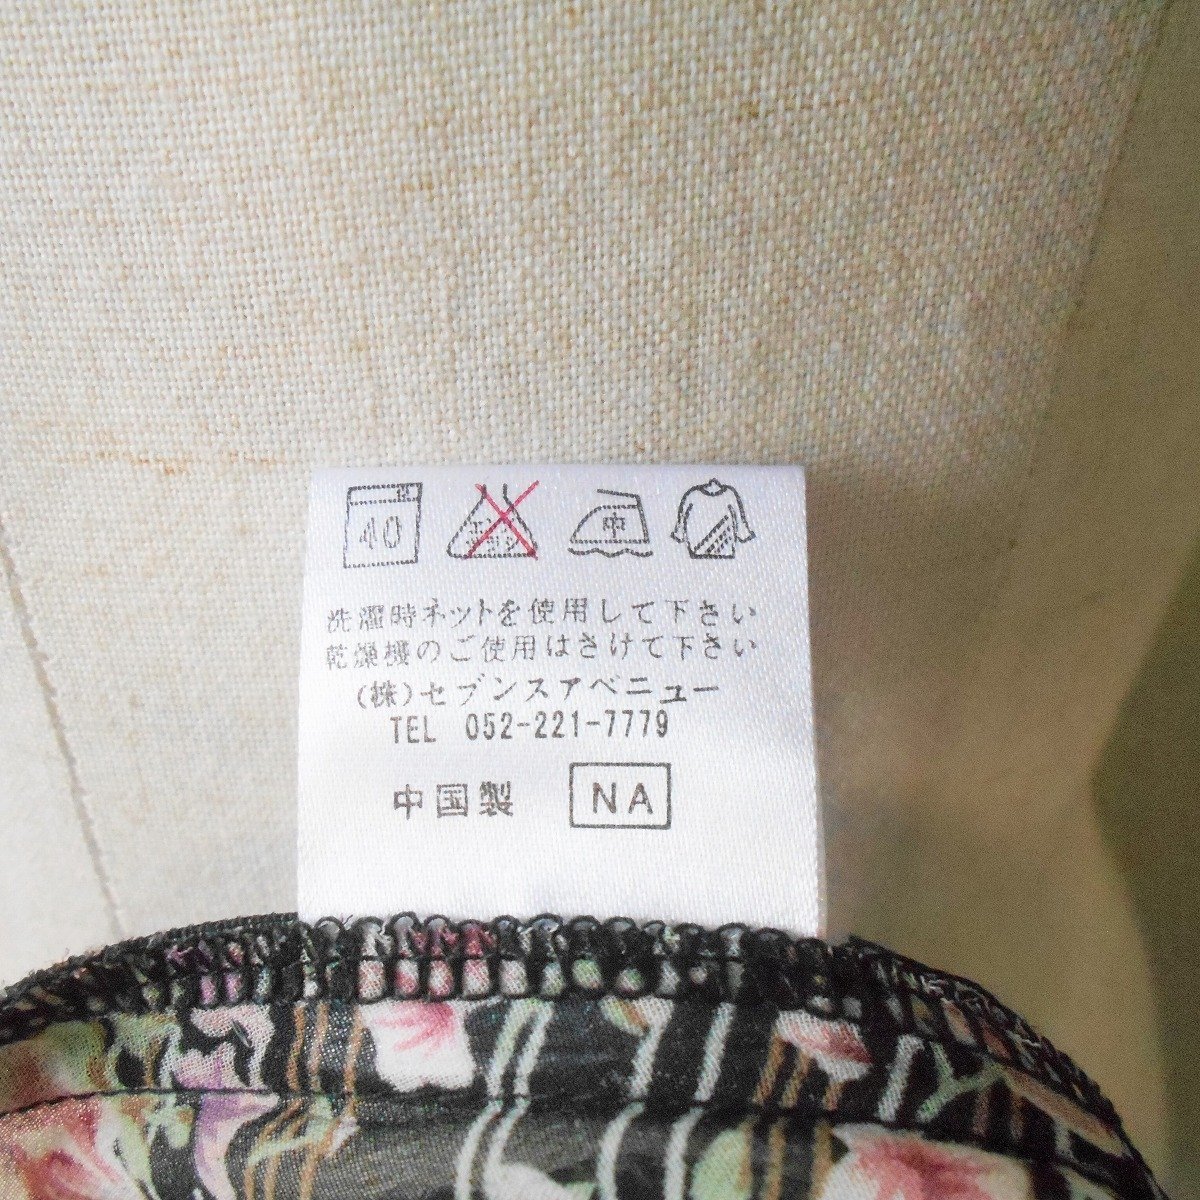 40 中
洗濯時ネットを使用して下さい
乾燥機のご使用はさけて下さい
(株)セブンスアベニュー
TEL 052-221-7779
中国製 NA